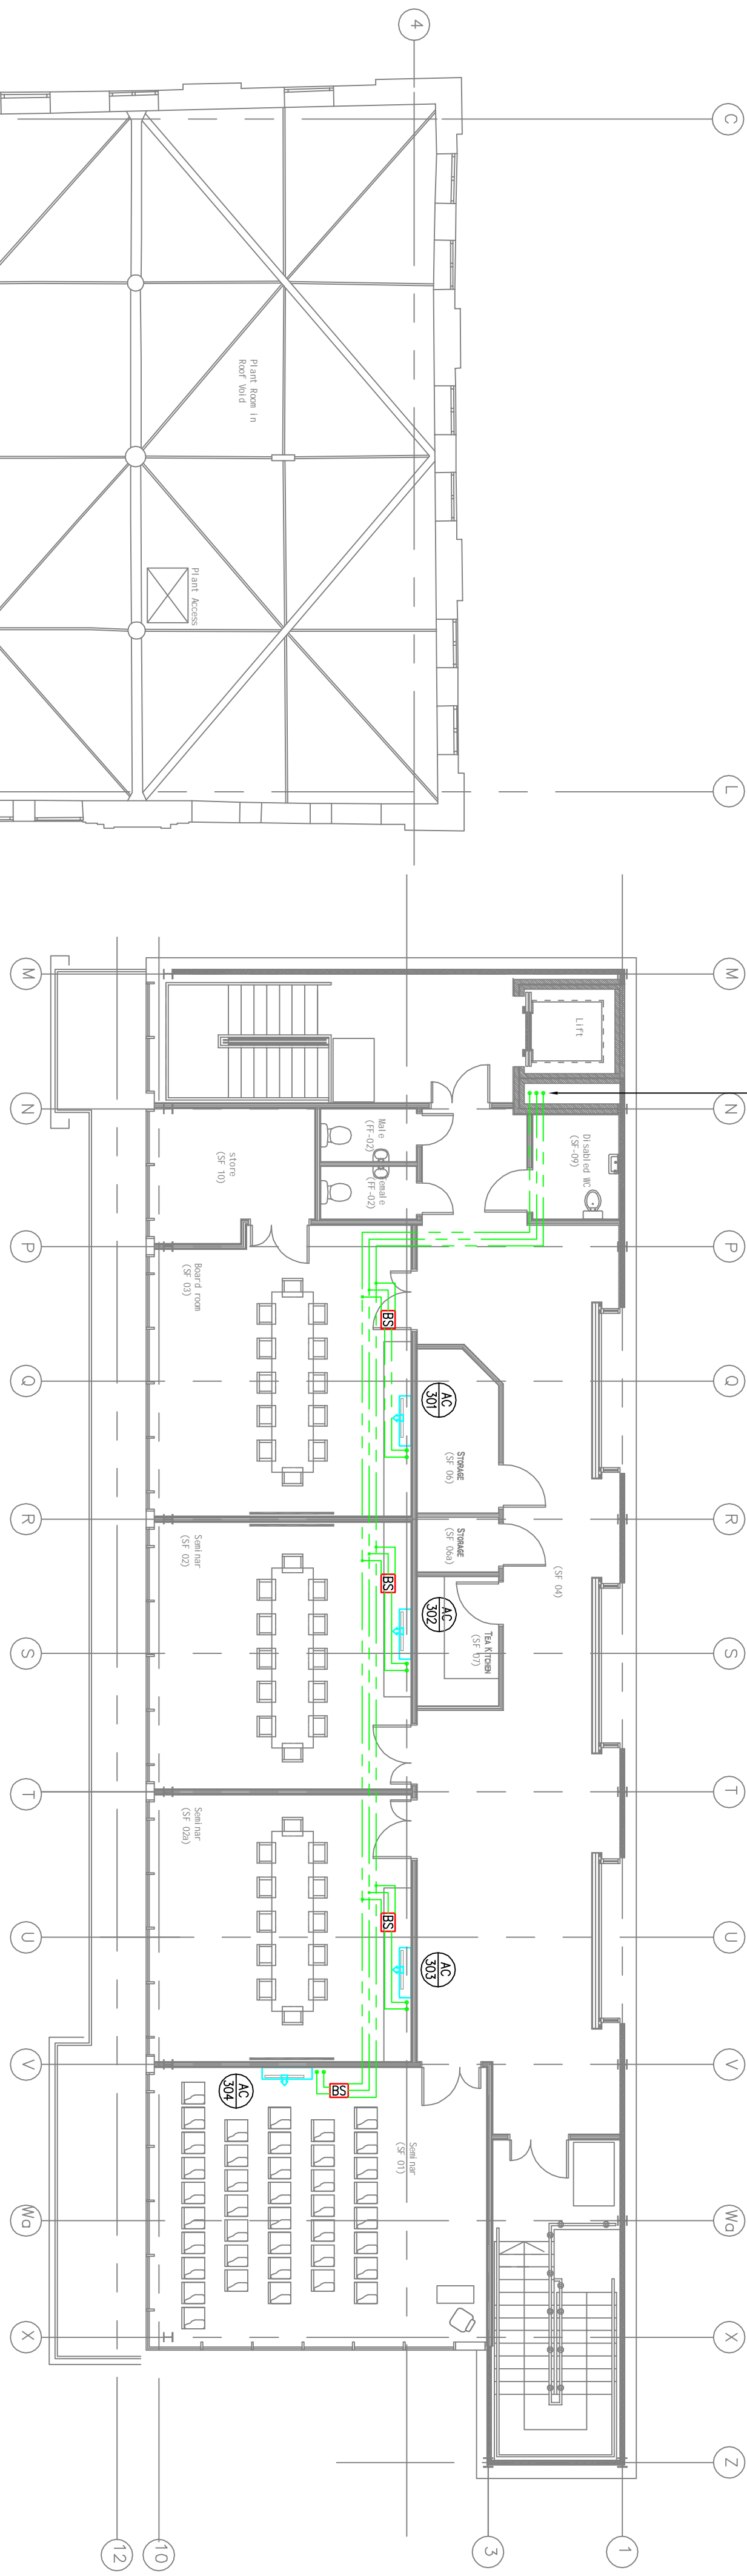 4
C
Plant Room in
Roof Void
Plant Access
L
M
M
Lift
N
N
Disabled WC
(SF-09)
Male
(FF-02)
Female
(FF-02)
store
(SF 10)
P
P
Board room
(SF 03)
BS
Q
Q
AC
301
STORAGE
(SF 06)
R
R
STORAGE
(SF 06a)
Seminar
(SF 02)
(SF 04)
BS
AC
302
TEA KITCHEN
(SF 07)
S
S
T
T
Seminar
(SF 02a)
BS
U
U
AC
303
V
V
BS
AC
304
Seminar
(SF 01)
Wa
Wa
X
X
Z
12
10
3
1